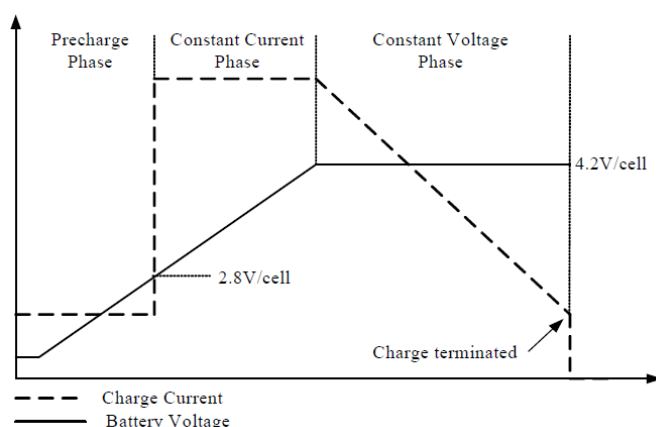 Precharge
Phase
Constant Current
Phase
Constant Voltage
Phase
4.2V/cell
2.8V/cell
Charge terminated
Charge Current
Battery Voltage